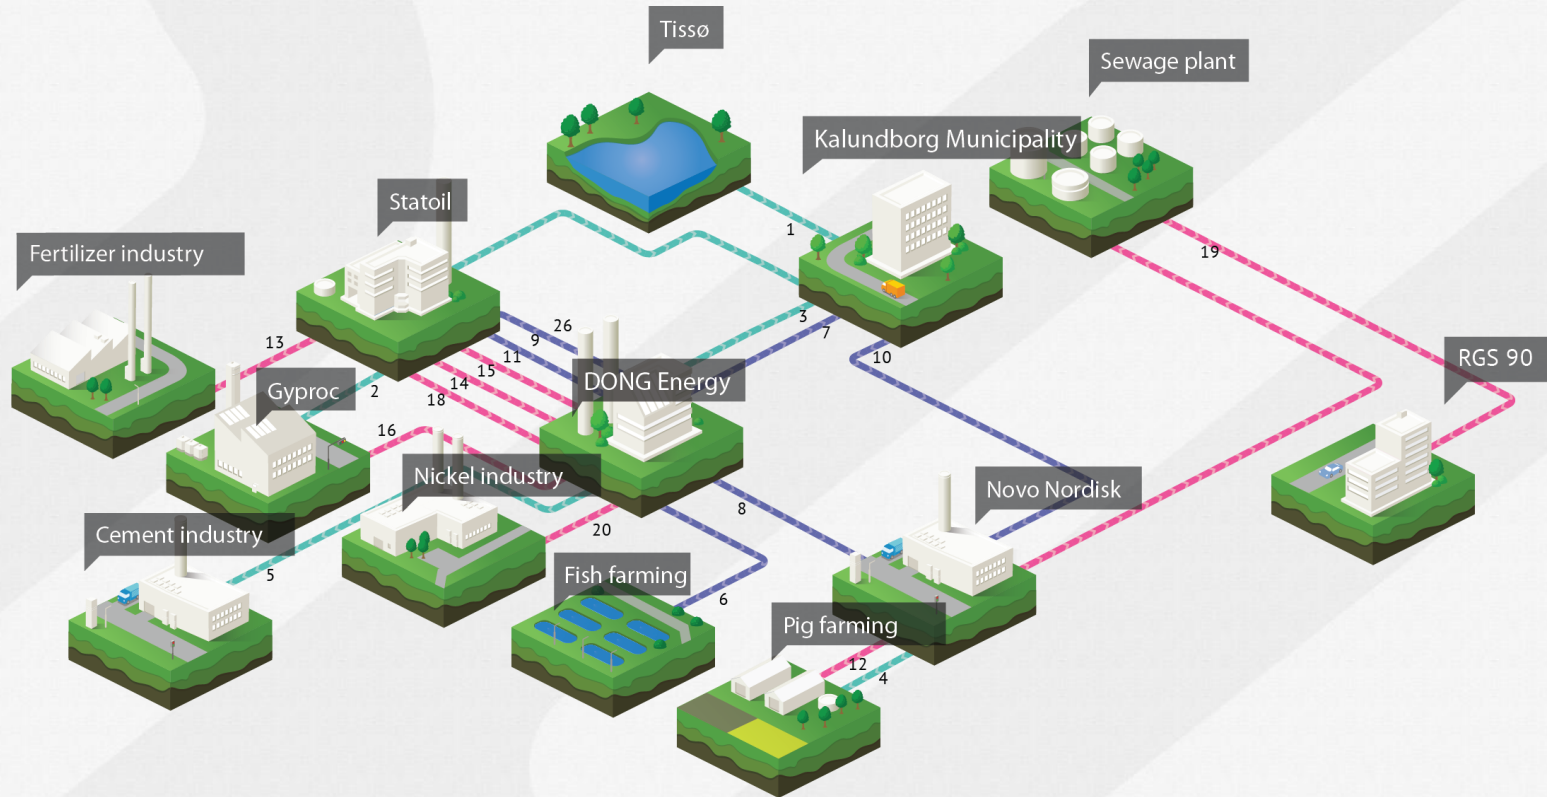 Tissø
Sewage plant
Kalundborg Municipality
Statoil
1
Fertilizer industry
19
3
26
7
9
13
11
10
RGS 90
15
14
DONG Energy
Gyproc
2
18
16
Nickel industry
Novo Nordisk
8
20
Cement industry
5
Fish farming
6
Pig farming
12
4